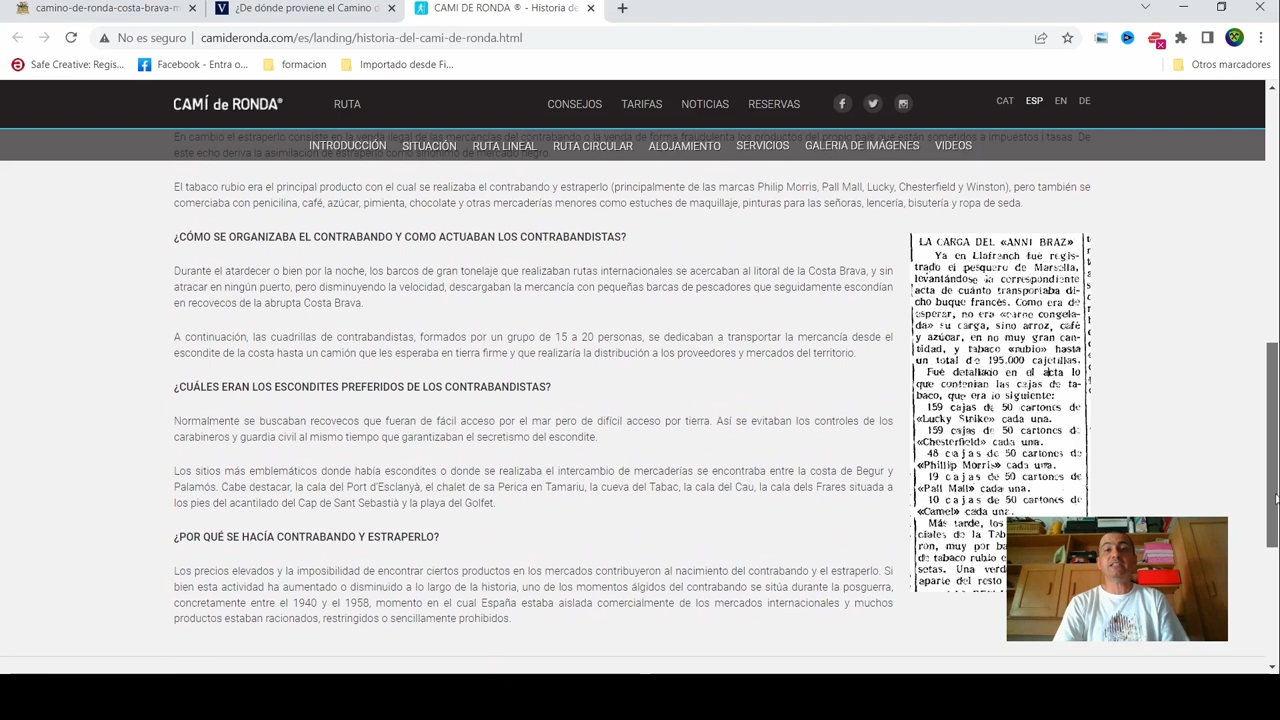 camino-de-ronda-costa-brava-m
¿De dónde proviene el Camino d
CAMI DE RONDA ® - Historia de
No es seguro
camideronda.com/es/landing/historia-del-cami-de-ronda.html
Safe Creative: Regis...
Facebook - Entra o...
formacion
Importado desde Fi...
Otros marcadores
CAMÍ de RONDA®
RUTA
CONSEJOS
TARIFAS
NOTICIAS
RESERVAS
CAT
ESP
EN
DE
En cambio el estraperlo consiste en la venda ilegal de las mercancías del contrabando o la venda de forma fraudulenta los productos del propio país que están sometidos a impuestos i tasas. De
INTRODUCCIÓN
SITUACIÓN
RUTA LINEAL
RUTA CIRCULAR
ALOJAMIENTO
SERVICIOS
GALERIA DE IMÁGENES
VIDEOS
este echo deriva la asimilación de estraperlo como sinónimo de mercado negro.
El tabaco rubio era el principal producto con el cual se realizaba el contrabando y estraperlo (principalmente de las marcas Philip Morris, Pall Mall, Lucky, Chesterfield y Winston), pero también se
comerciaba con penicilina, café, azúcar, pimienta, chocolate y otras mercaderías menores como estuches de maquillaje, pinturas para las señoras, lencería, bisutería y ropa de seda.
¿CÓMO SE ORGANIZABA EL CONTRABANDO Y COMO ACTUABAN LOS CONTRABANDISTAS?
Durante el atardecer o bien por la noche, los barcos de gran tonelaje que realizaban rutas internacionales se acercaban al litoral de la Costa Brava, y sin
atracar en ningún puerto, pero disminuyendo la velocidad, descargaban la mercancía con pequeñas barcas de pescadores que seguidamente escondían
en recovecos de la abrupta Costa Brava.
A continuación, las cuadrillas de contrabandistas, formados por un grupo de 15 a 20 personas, se dedicaban a transportar la mercancía desde el
escondite de la costa hasta un camión que les esperaba en tierra firme y que realizaría la distribución a los proveedores y mercados del territorio.
¿CUÁLES ERAN LOS ESCONDITES PREFERIDOS DE LOS CONTRABANDISTAS?
Normalmente se buscaban recovecos que fueran de fácil acceso por el mar pero de difícil acceso por tierra. Así se evitaban los controles de los
carabineros y guardia civil al mismo tiempo que garantizaban el secretismo del escondite.
Los sitios más emblemáticos donde había escondites o donde se realizaba el intercambio de mercaderías se encontraba entre la costa de Begur y
Palamós. Cabe destacar, la cala del Port d'Esclanyà, el chalet de sa Perica en Tamariu, la cueva del Tabac, la cala del Cau, la cala dels Frares situada a
los pies del acantilado del Cap de Sant Sebastià y la playa del Golfet.
¿POR QUÉ SE HACÍA CONTRABANDO Y ESTRAPERLO?
Los precios elevados y la imposibilidad de encontrar ciertos productos en los mercados contribuyeron al nacimiento del contrabando y el estraperlo. Si
bien esta actividad ha aumentado o disminuido a lo largo de la historia, uno de los momentos álgidos del contrabando se sitúa durante la posguerra,
concretamente entre el 1940 y el 1958, momento en el cual España estaba aislada comercialmente de los mercados internacionales y muchos
productos estaban racionados, restringidos o sencillamente prohibidos.
LA CARGA DEL «ANNI BRAZ»
Ya en Llafranch fué regis-
trado el pesquero de Marsella,
levantándose la correspondiente
acta de cuánto transportaba di-
cho buque francés. Como era de
esperar, no era «carne congela-
da» su carga, sino arroz, café
y azúcar, en no muy gran can-
tidad, y tabaco «rubio» hasta
un total de 195.000 cajetillas.
Fué detallado en el acta lo
que contenían las cajas de ta-
baco, que era lo siguiente:
159 cajas de 50 cartones de
«Lucky Strike» cada una.
159 cajas de 50 cartones de
«Chesterfield» cada una.
48 cajas de 50 cartones de
«Phillip Morris» cada una.
19 cajas de 50 cartones de
«Pall Mall» cada una.
10 cajas de 50 cartones de
«Camel» cada una.
Más tarde, los
ciales de la Tab
ron, muy por ba
de tabaco rubio
setas. Una verd
aparte del resto